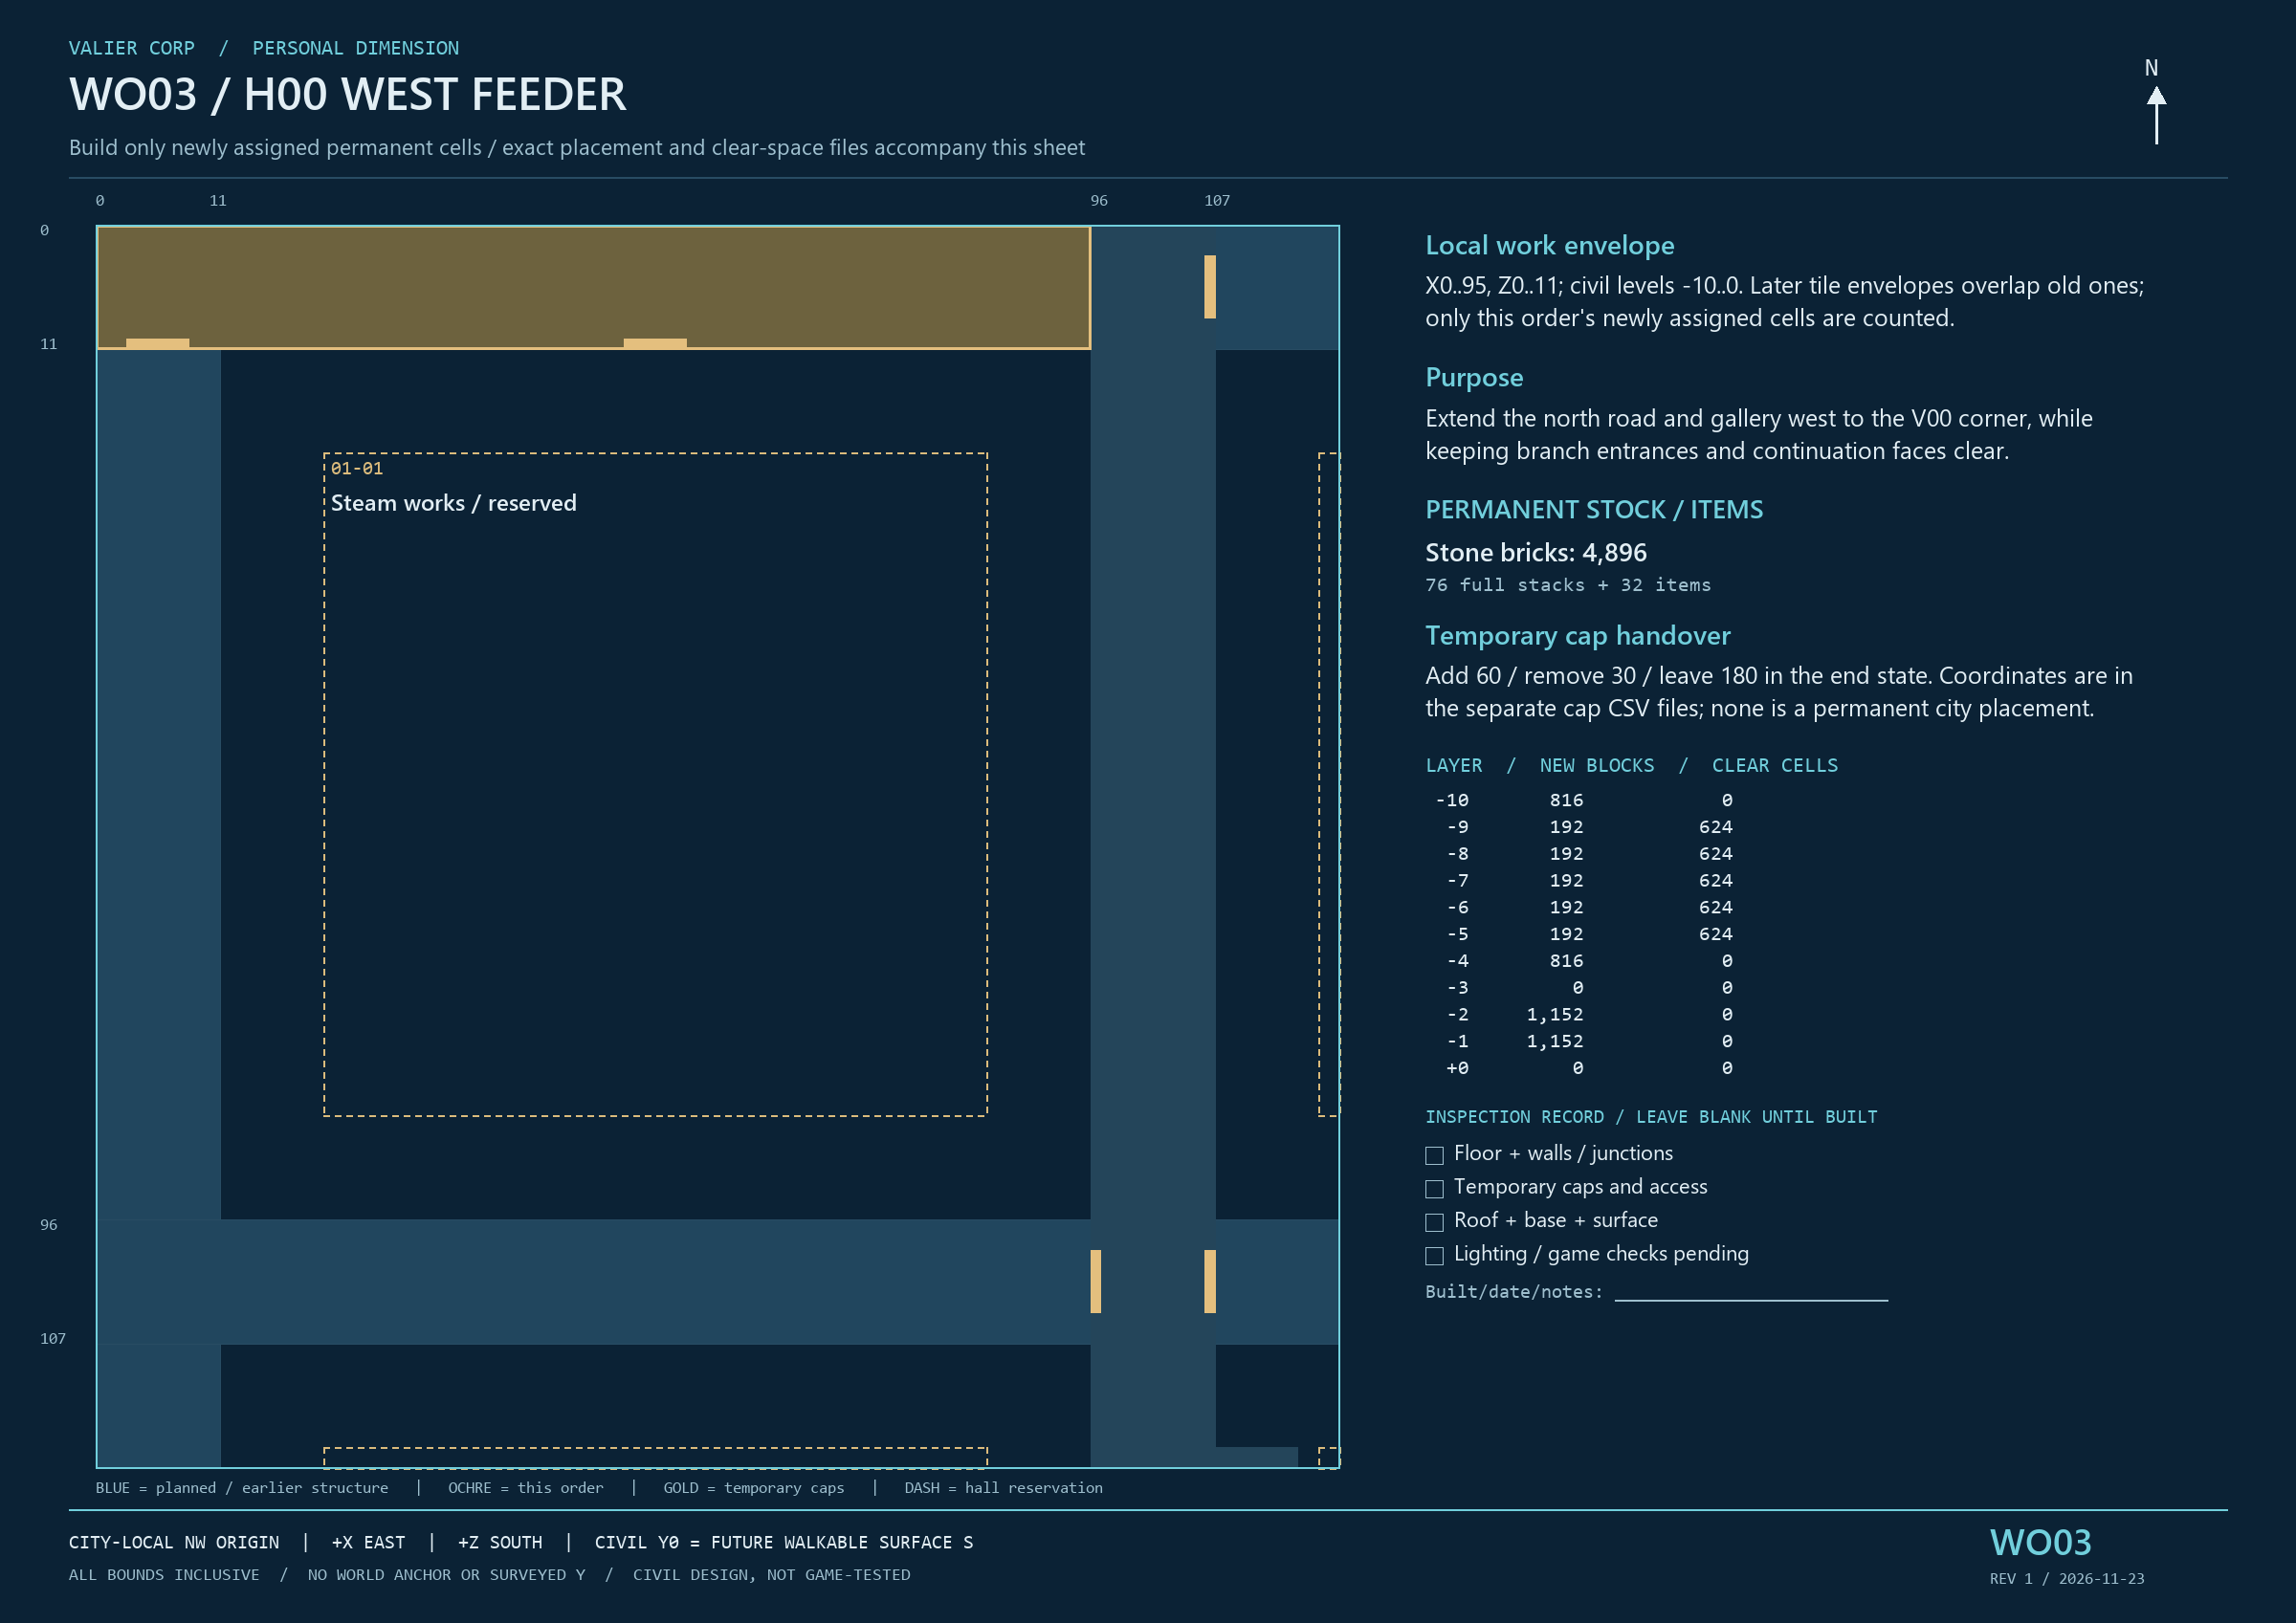 VALIER CORP / PERSONAL DIMENSION
WO03 / H00 WEST FEEDER
Build only newly assigned permanent cells / exact placement and clear-space files accompany this sheet
N
0 11 96 107
0
11
96
107
01-01
Steam works / reserved
Local work envelope
X0..95, Z0..11; civil levels -10..0. Later tile envelopes overlap old ones;
only this order's newly assigned cells are counted.
Purpose
Extend the north road and gallery west to the V00 corner, while
keeping branch entrances and continuation faces clear.
PERMANENT STOCK / ITEMS
Stone bricks: 4,896
76 full stacks + 32 items
Temporary cap handover
Add 60 / remove 30 / leave 180 in the end state. Coordinates are in
the separate cap CSV files; none is a permanent city placement.
LAYER / NEW BLOCKS / CLEAR CELLS
-10 816 0
-9 192 624
-8 192 624
-7 192 624
-6 192 624
-5 192 624
-4 816 0
-3 0 0
-2 1,152 0
-1 1,152 0
+0 0 0
INSPECTION RECORD / LEAVE BLANK UNTIL BUILT
Floor + walls / junctions
Temporary caps and access
Roof + base + surface
Lighting / game checks pending
Built/date/notes:
BLUE = planned / earlier structure | OCHRE = this order | GOLD = temporary caps | DASH = hall reservation
CITY-LOCAL NW ORIGIN | +X EAST | +Z SOUTH | CIVIL Y0 = FUTURE WALKABLE SURFACE S
ALL BOUNDS INCLUSIVE / NO WORLD ANCHOR OR SURVEYED Y / CIVIL DESIGN, NOT GAME-TESTED
WO03
REV 1 / 2026-11-23